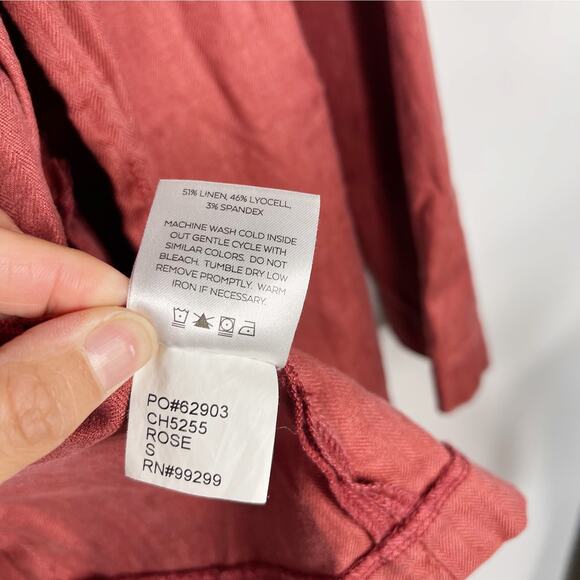 51% LINEN, 46% LYOCELL,
3% SPANDEX
MACHINE WASH COLD INSIDE
OUT GENTLE CYCLE WITH
SIMILAR COLORS. DO NOT
BLEACH. TUMBLE DRY LOW
REMOVE PROMPTLY. WARM
IRON IF NECESSARY.
PO#62903
CH5255
ROSE
S
RN#99299